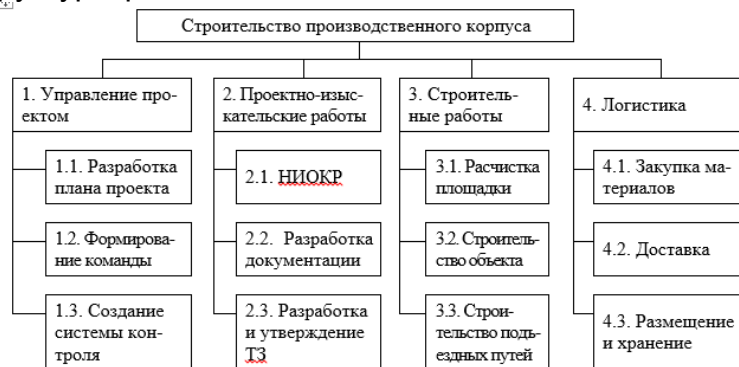 Строительство производственного корпуса
1. Управление про-
ектом
2. Проектно-изыс-
кательские работы
3. Строитель-
ные работы
4. Логистика
1.1. Разработка
плана проекта
2.1. НИОКР
3.1. Расчистка
площадки
4.1. Закупка ма-
териалов
1.2. Формирова-
ние команды
2.2. Разработка
документации
3.2. Строитель-
ство объекта
4.2. Доставка
1.3. Создание
системы кон-
троля
2.3. Разработка
и утверждение
ТЗ
3.3. Строи-
тельство подъ-
ездных путей
4.3. Размещение
и хранение